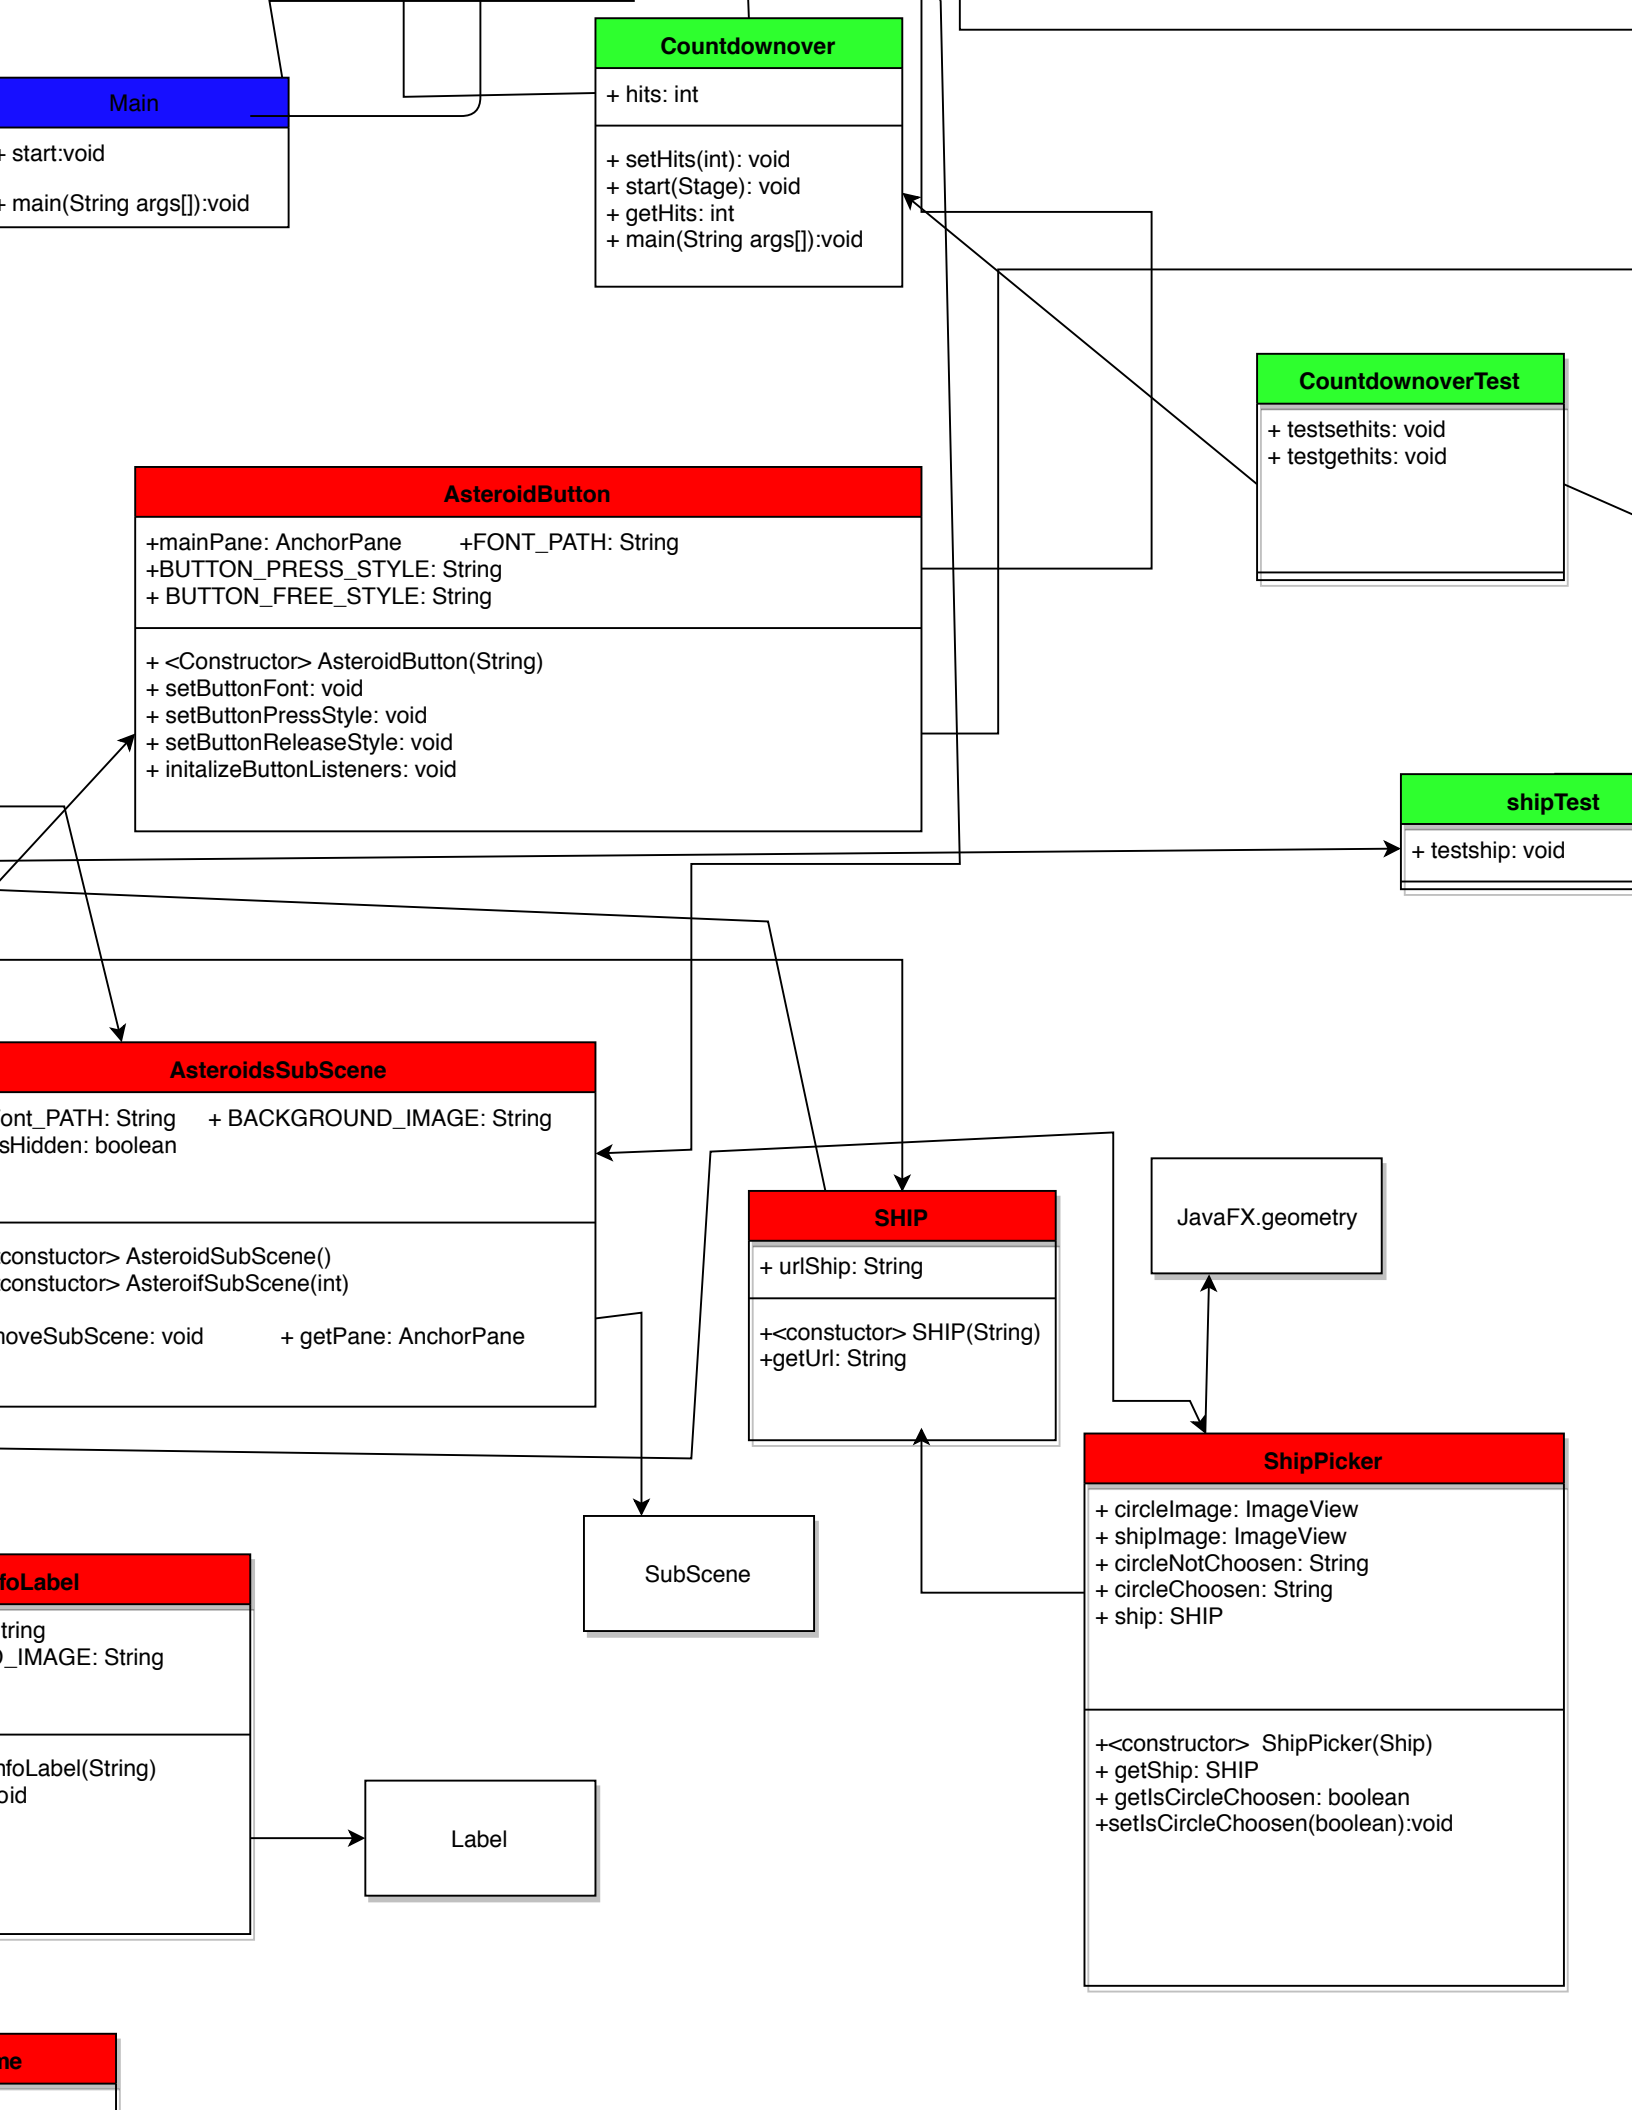 Countdownover
+ hits: int
+ setHits(int): void
+ start(Stage): void
+ getHits: int
+ main(String args[]):void
Main
+ start:void
+ main(String args[]):void
CountdownoverTest
+ testsethits: void
+ testgethits: void
AsteroidButton
+mainPane: AnchorPane +FONT_PATH: String
+BUTTON_PRESS_STYLE: String
+ BUTTON_FREE_STYLE: String
+ <Constructor> AsteroidButton(String)
+ setButtonFont: void
+ setButtonPressStyle: void
+ setButtonReleaseStyle: void
+ initalizeButtonListeners: void
shipTest
+ testship: void
AsteroidsSubScene
ont_PATH: String + BACKGROUND_IMAGE: String
sHidden: boolean
constuctor> AsteroidSubScene()
constuctor> AsteroifSubScene(int)
noveSubScene: void + getPane: AnchorPane
SHIP
+ urlShip: String
+<constuctor> SHIP(String)
+getUrl: String
JavaFX.geometry
ShipPicker
+ circleImage: ImageView
+ shipImage: ImageView
+ circleNotChoosen: String
+ circleChoosen: String
+ ship: SHIP
+<constructor> ShipPicker(Ship)
+ getShip: SHIP
+ getIsCircleChoosen: boolean
+setIsCircleChoosen(boolean):void
SubScene
foLabel
tring
_IMAGE: String
nfoLabel(String)
oid
Label
ne